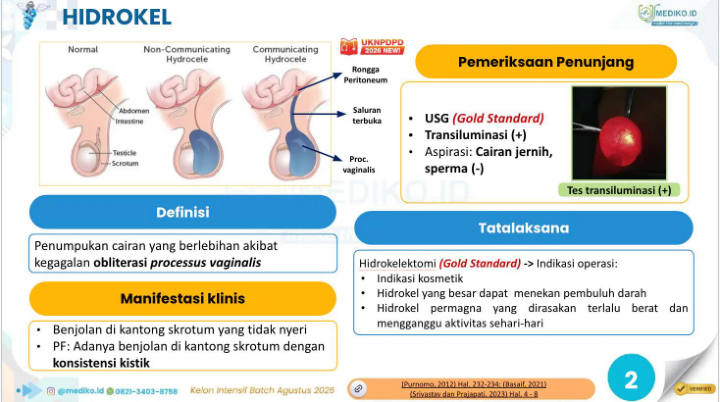 HIDROKEL
MEDIKO.ID
Normal
Non-Communicating
Hydrocele
Communicating
Hydrocele
Abdomen
Intestine
Testicle
Scrotum
UKNPDPD
2026 NEW!
Rongga
Peritoneum
Saluran
terbuka
Proc.
vaginalis
Definisi
Penumpukan cairan yang berlebihan akibat
kegagalan obliterasi processus vaginalis
Manifestasi klinis
• Benjolan di kantong skrotum yang tidak nyeri
• PF: Adanya benjolan di kantong skrotum dengan
konsistensi kistik
Pemeriksaan Penunjang
• USG (Gold Standard)
• Transiluminasi (+)
• Aspirasi: Cairan jernih,
sperma (-)
Tes transiluminasi (+)
Tatalaksana
Hidrokelektomi (Gold Standard) -> Indikasi operasi:
• Indikasi kosmetik
• Hidrokel yang besar dapat menekan pembuluh darah
• Hidrokel permagna yang dirasakan terlalu berat dan
mengganggu aktivitas sehari-hari
MEDIKO.ID
@mediko.id 0821-3403-8758 Kelon Intensif Batch Agustus 2026
(Purnomo, 2012) Hal. 232-234; (Basaif, 2021)
(Srivastav dan Prajapati, 2023) Hal. 4 - 8
2
VERIFIED